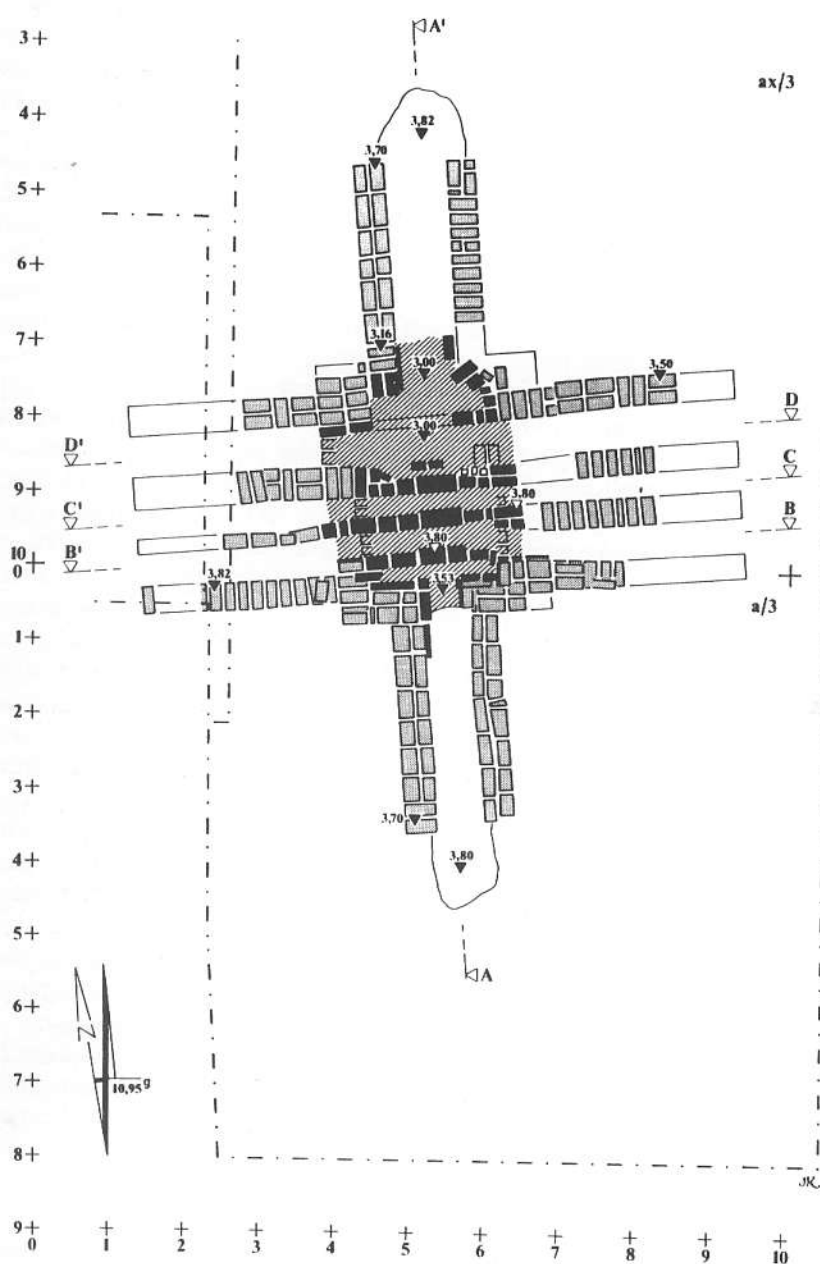 3+
A'
ax/3
4+
3,82
3,70
5+
6+
7+
3,16
3,00
3,50
8+
D
3,00
D'
C
9+
3,80
C'
B
10
0 +
B'
3,80
3,82
3,53
a/3
1+
2+
3+
3,70
4+
3,80
5+
A
6+
N
7+
10,95 g
8+
JK
9+
0 1 2 3 4 5 6 7 8 9 10